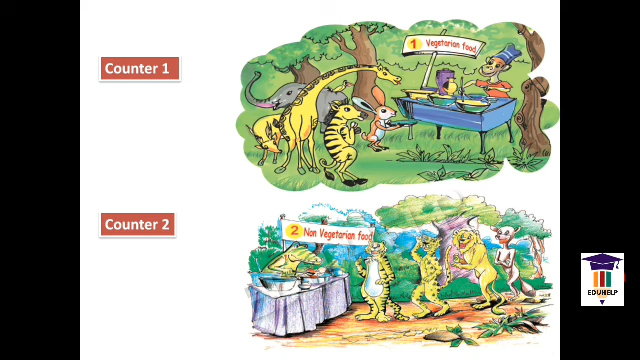 Counter 1
1 Vegetarian food
Counter 2
2 Non Vegetarian food
EDUHELP